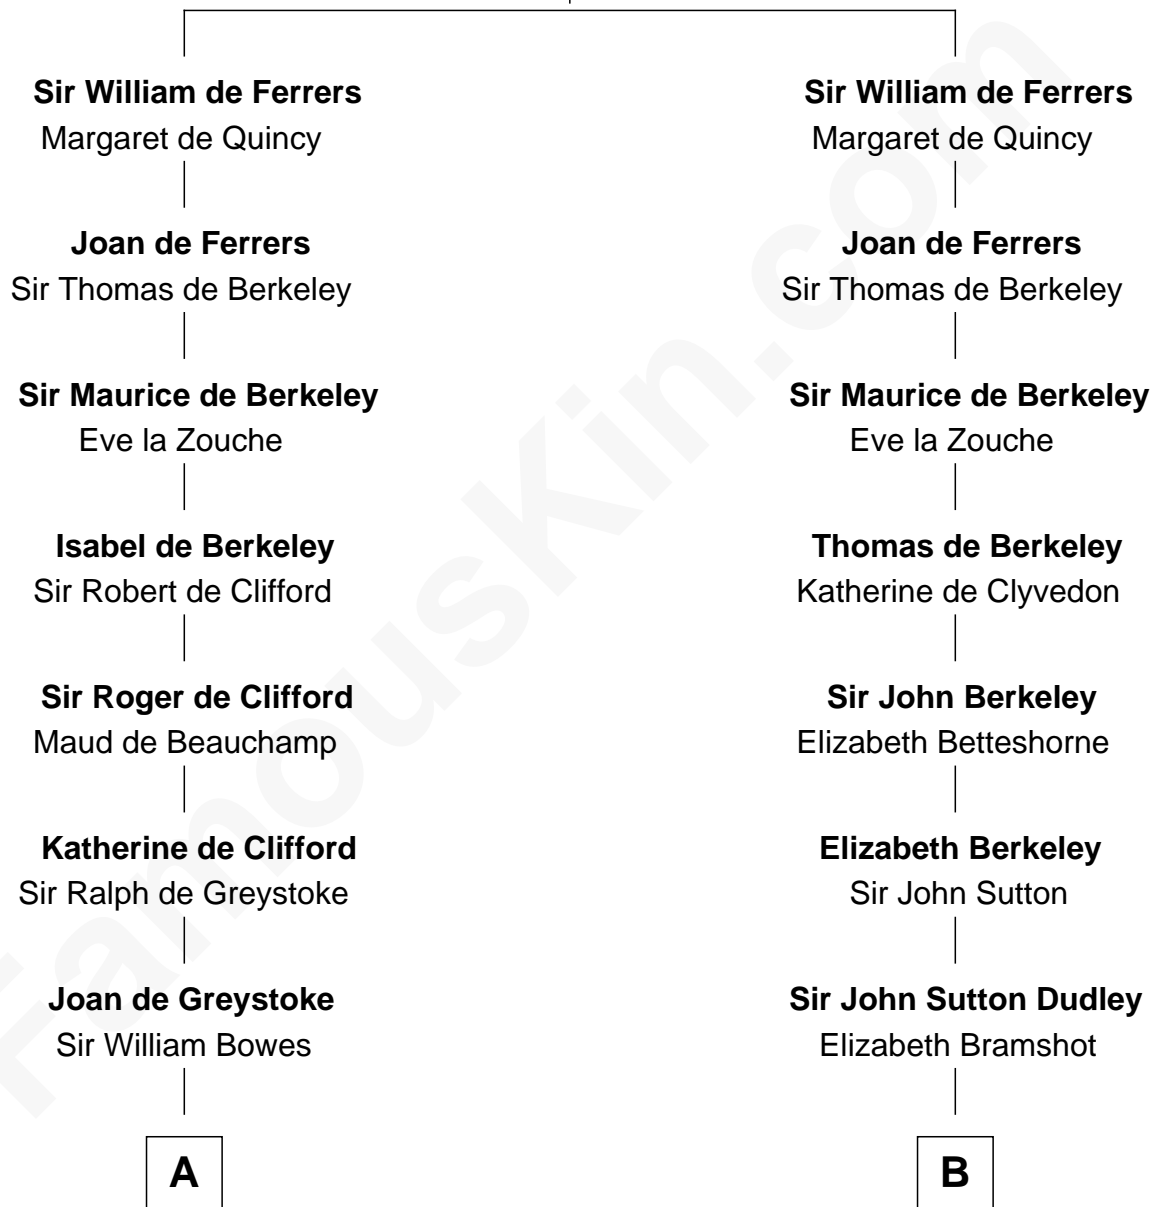 Sir William de Ferrers
Margaret de Quincy
Joan de Ferrers
Sir Thomas de Berkeley
Sir Maurice de Berkeley
Eve la Zouche
Isabel de Berkeley
Sir Robert de Clifford
Sir Roger de Clifford
Maud de Beauchamp
Katherine de Clifford
Sir Ralph de Greystoke
Joan de Greystoke
Sir William Bowes
A
Sir William de Ferrers
Margaret de Quincy
Joan de Ferrers
Sir Thomas de Berkeley
Sir Maurice de Berkeley
Eve la Zouche
Thomas de Berkeley
Katherine de Clyvedon
Sir John Berkeley
Elizabeth Betteshorne
Elizabeth Berkeley
Sir John Sutton
Sir John Sutton Dudley
Elizabeth Bramshot
B
FamousKin.com